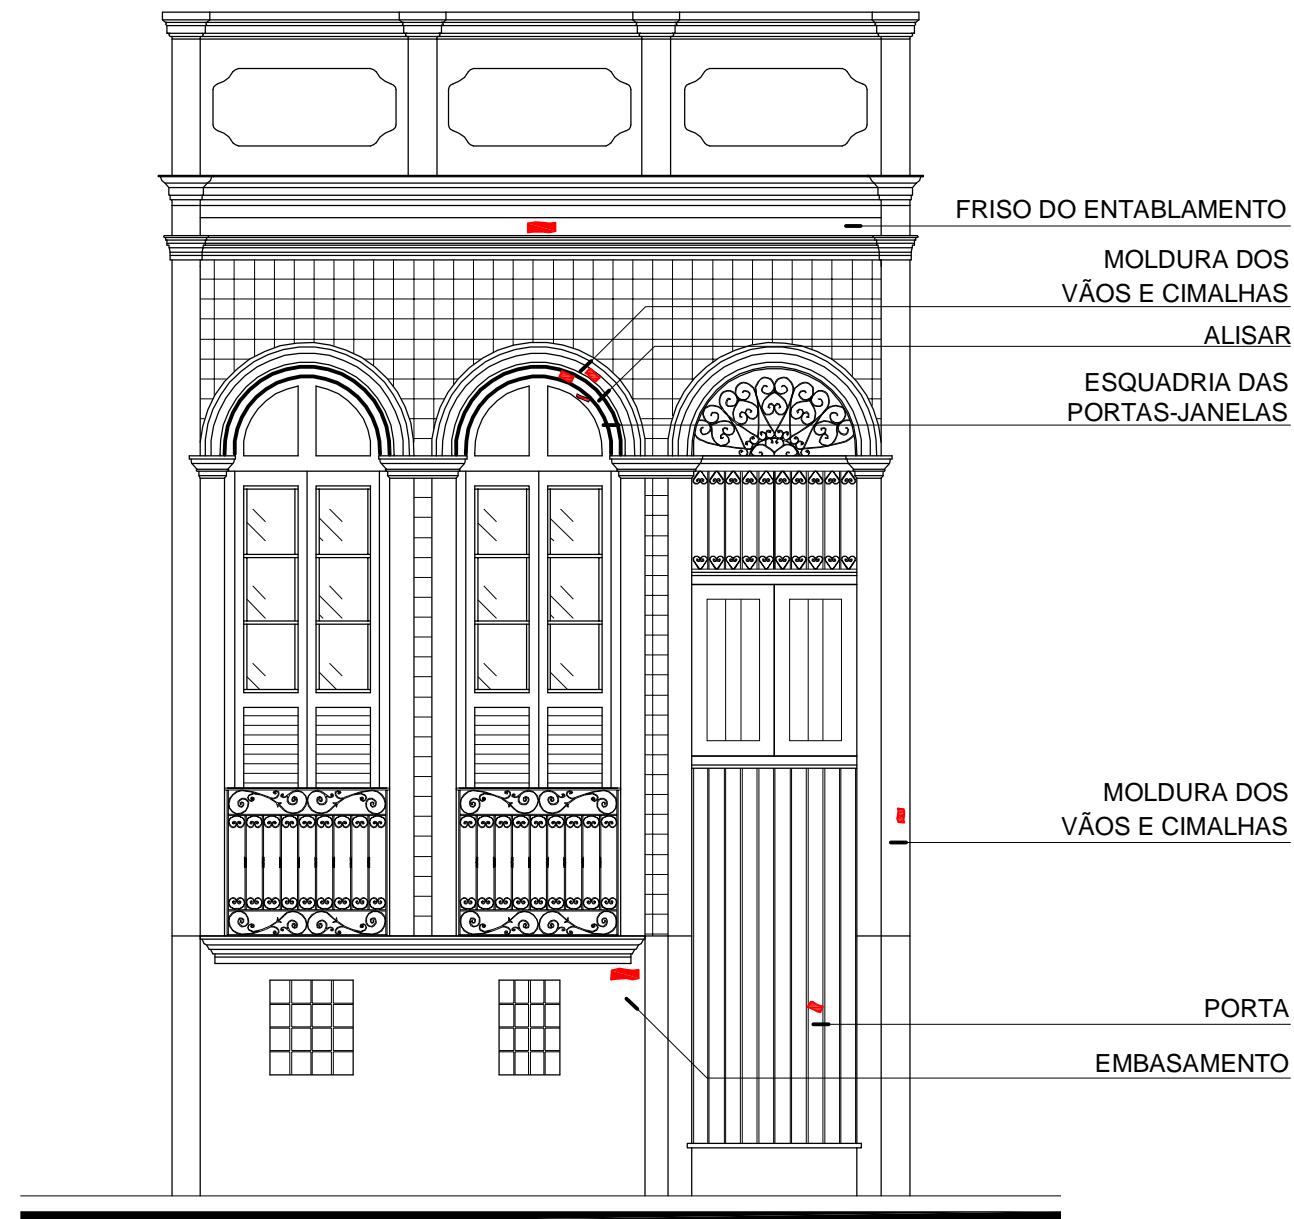 FRISO DO ENTABLAMENTO
MOLDURA DOS
VÃOS E CIMALHAS
ALISAR
ESQUADRIA DAS
PORTAS-JANELAS
MOLDURA DOS
VÃOS E CIMALHAS
PORTA
EMBASAMENTO